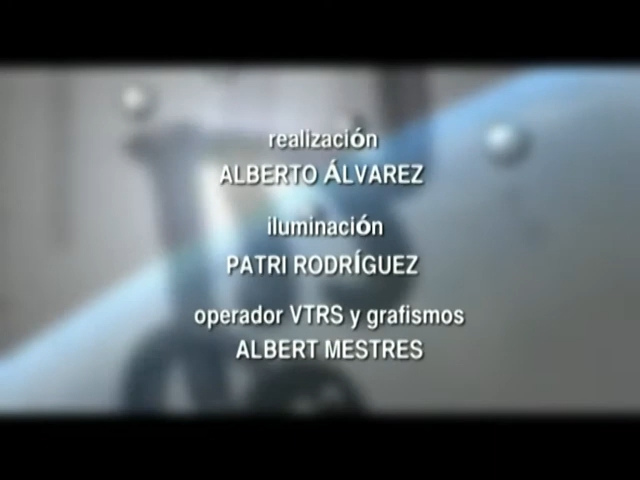 realización
ALBERTO ÁLVAREZ
iluminación
PATRI RODRÍGUEZ
operador VTRS y grafismos
ALBERT MESTRES